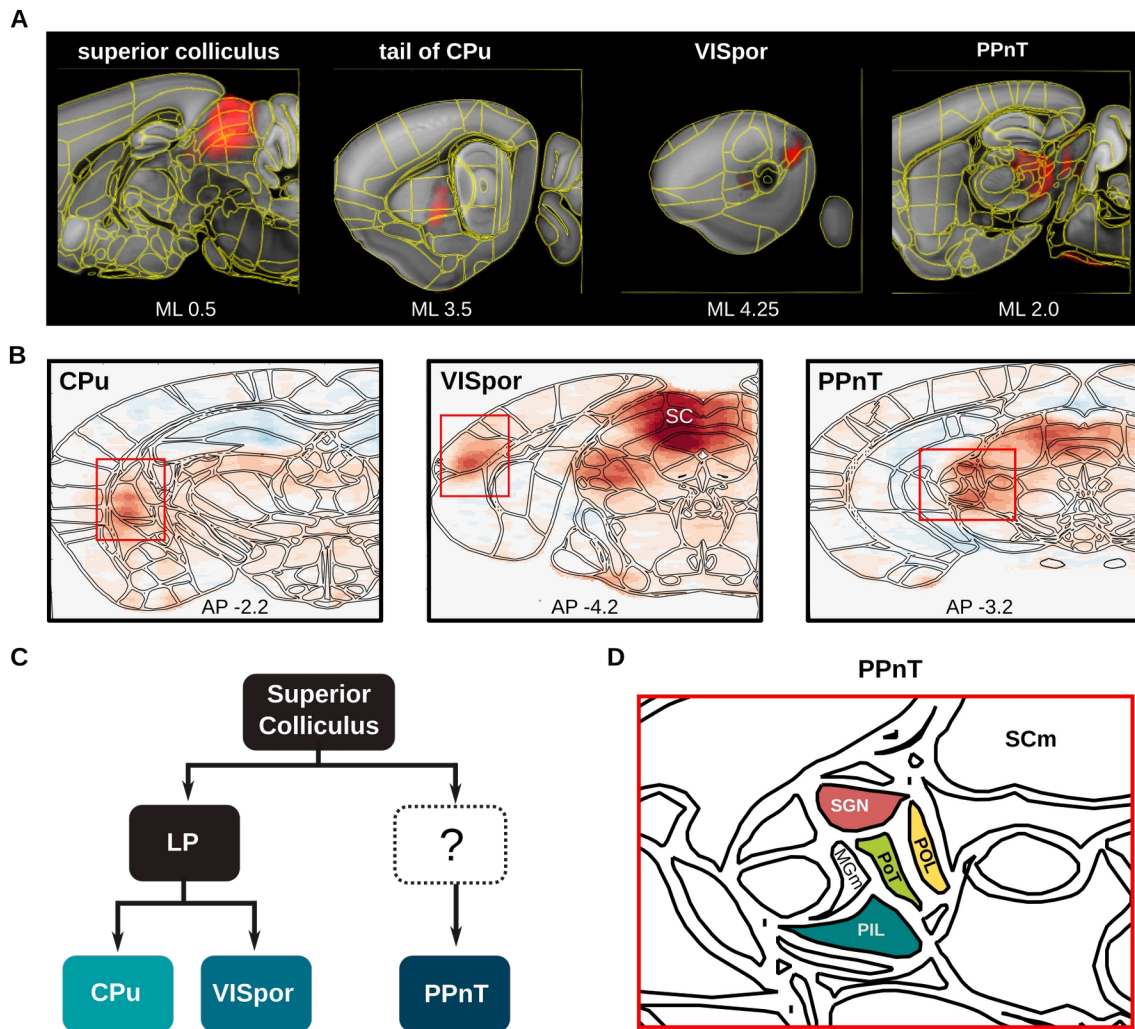 A
superior colliculus
tail of CPu
VISpor
PPnT
ML 0.5
ML 3.5
ML 4.25
ML 2.0
B
CPu
VISpor
PPnT
SC
AP -2.2
AP -4.2
AP -3.2
C
Superior
Colliculus
LP
?
CPu
VISpor
PPnT
D
PPnT
SCm
SGN
MGm
PoT
POL
PIL